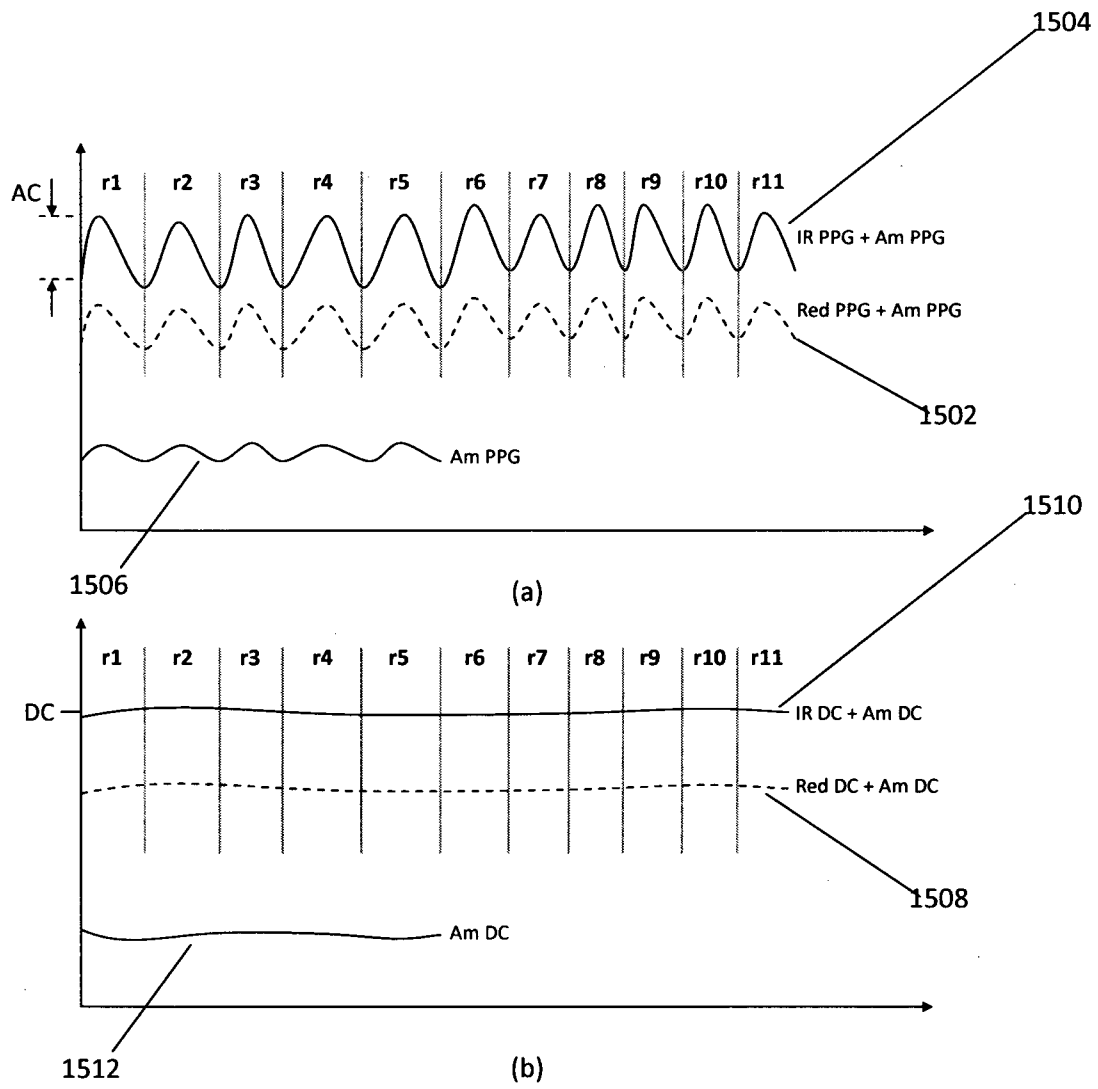 1504
r1 r2 r3 r4 r5 r6 r7 r8 r9 r10 r11
AC
IR PPG + Am PPG
Red PPG + Am PPG
1502
Am PPG
1510
1506
(a)
r1 r2 r3 r4 r5 r6 r7 r8 r9 r10 r11
DC
IR DC + Am DC
Red DC + Am DC
1508
Am DC
1512
(b)